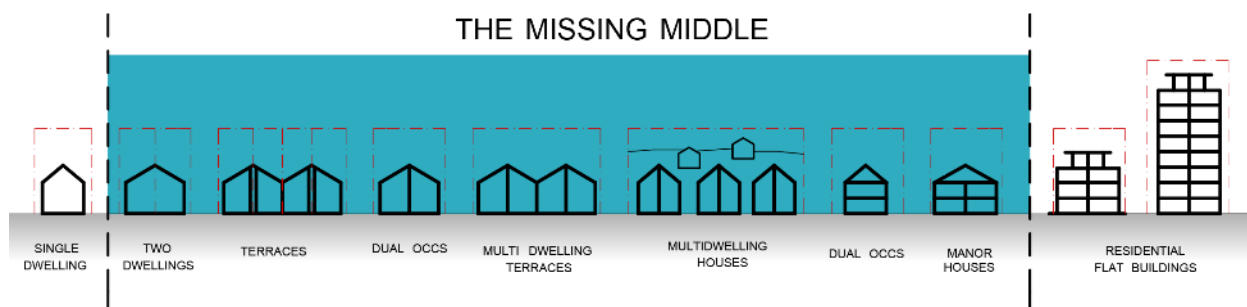 THE MISSING MIDDLE
SINGLE
DWELLING
TWO
DWELLINGS
TERRACES
DUAL OCCS
MULTI DWELLING
TERRACES
MULTIDWELLING
HOUSES
DUAL OCCS
MANOR
HOUSES
RESIDENTIAL
FLAT BUILDINGS